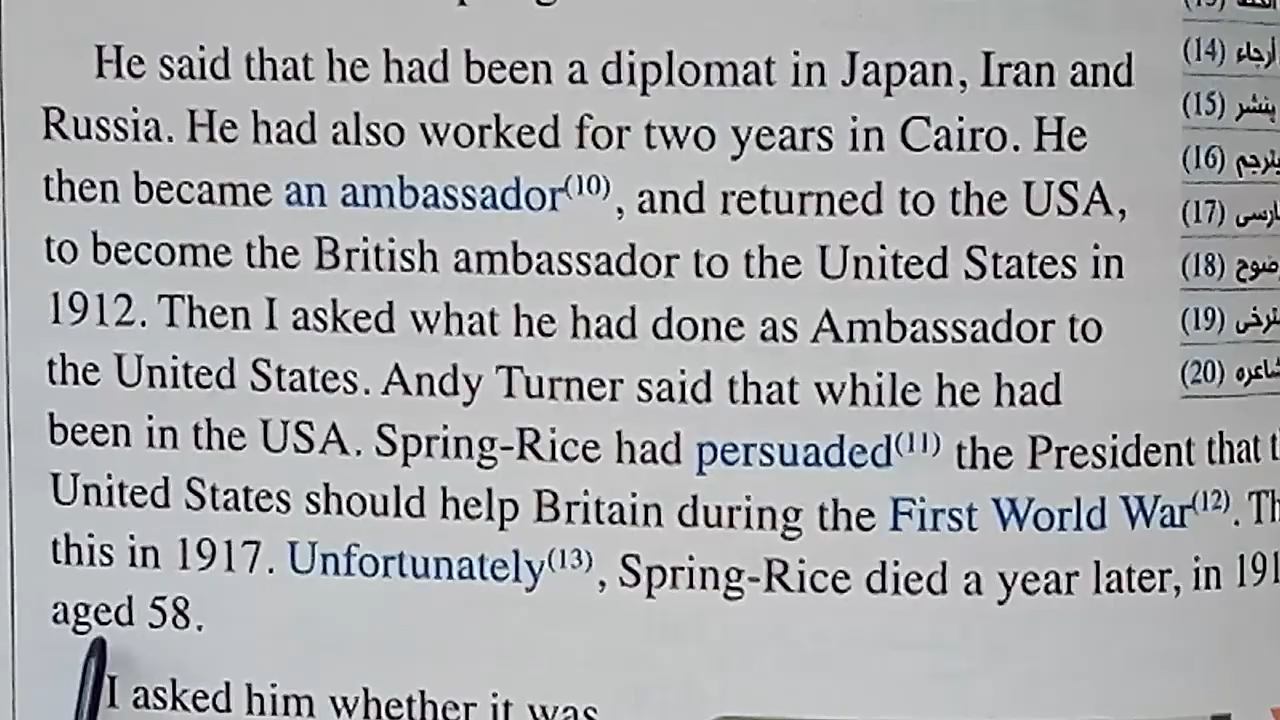 He said that he had been a diplomat in Japan, Iran and
Russia. He had also worked for two years in Cairo. He
then became an ambassador(10), and returned to the USA,
to become the British ambassador to the United States in
1912. Then I asked what he had done as Ambassador to
the United States. Andy Turner said that while he had
been in the USA. Spring-Rice had persuaded(11) the President that
United States should help Britain during the First World War(12).
this in 1917. Unfortunately(13), Spring-Rice died a year later, in
aged 58.
I asked him whether it was
(14) أرجاء
(15)
(16)
(17)
(18)
(19)
(20)